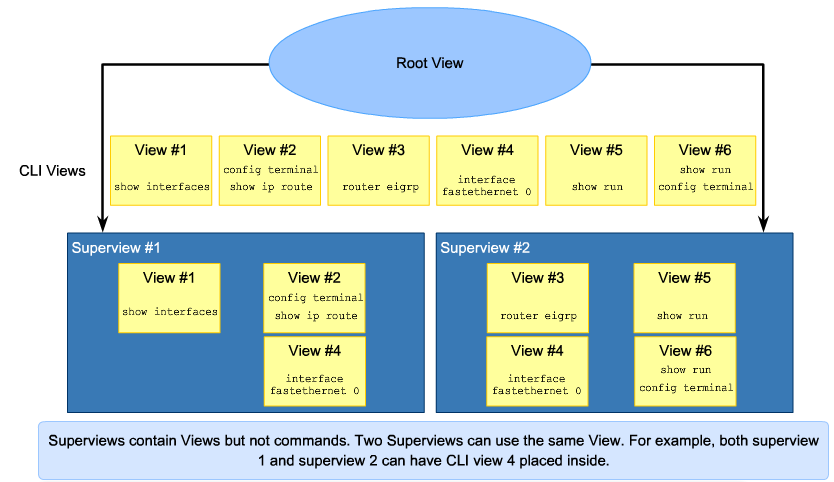 Root View
CLI Views
View #1
show interfaces
View #2
config terminal
show ip route
View #3
router eigrp
View #4
interface
fastethernet 0
View #5
show run
View #6
show run
config terminal
Superview #1
View #1
show interfaces
View #2
config terminal
show ip route
View #4
interface
fastethernet 0
Superview #2
View #3
router eigrp
View #5
show run
View #4
interface
fastethernet 0
View #6
show run
config terminal
Superviews contain Views but not commands. Two Superviews can use the same View. For example, both superview
1 and superview 2 can have CLI view 4 placed inside.